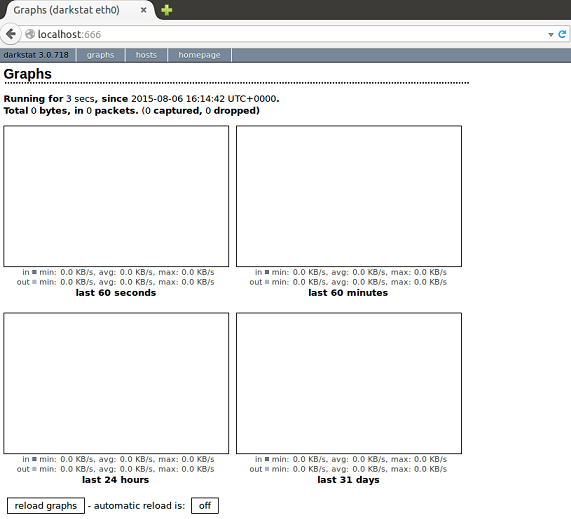 Graphs (darkstat eth0)
localhost:666
darkstat 3.0.718 graphs hosts homepage
Graphs
Running for 3 secs, since 2015-08-06 16:14:42 UTC+0000.
Total 0 bytes, in 0 packets. (0 captured, 0 dropped)
in min: 0.0 KB/s, avg: 0.0 KB/s, max: 0.0 KB/s
out min: 0.0 KB/s, avg: 0.0 KB/s, max: 0.0 KB/s
last 60 seconds
in min: 0.0 KB/s, avg: 0.0 KB/s, max: 0.0 KB/s
out min: 0.0 KB/s, avg: 0.0 KB/s, max: 0.0 KB/s
last 60 minutes
in min: 0.0 KB/s, avg: 0.0 KB/s, max: 0.0 KB/s
out min: 0.0 KB/s, avg: 0.0 KB/s, max: 0.0 KB/s
last 24 hours
in min: 0.0 KB/s, avg: 0.0 KB/s, max: 0.0 KB/s
out min: 0.0 KB/s, avg: 0.0 KB/s, max: 0.0 KB/s
last 31 days
reload graphs - automatic reload is: off